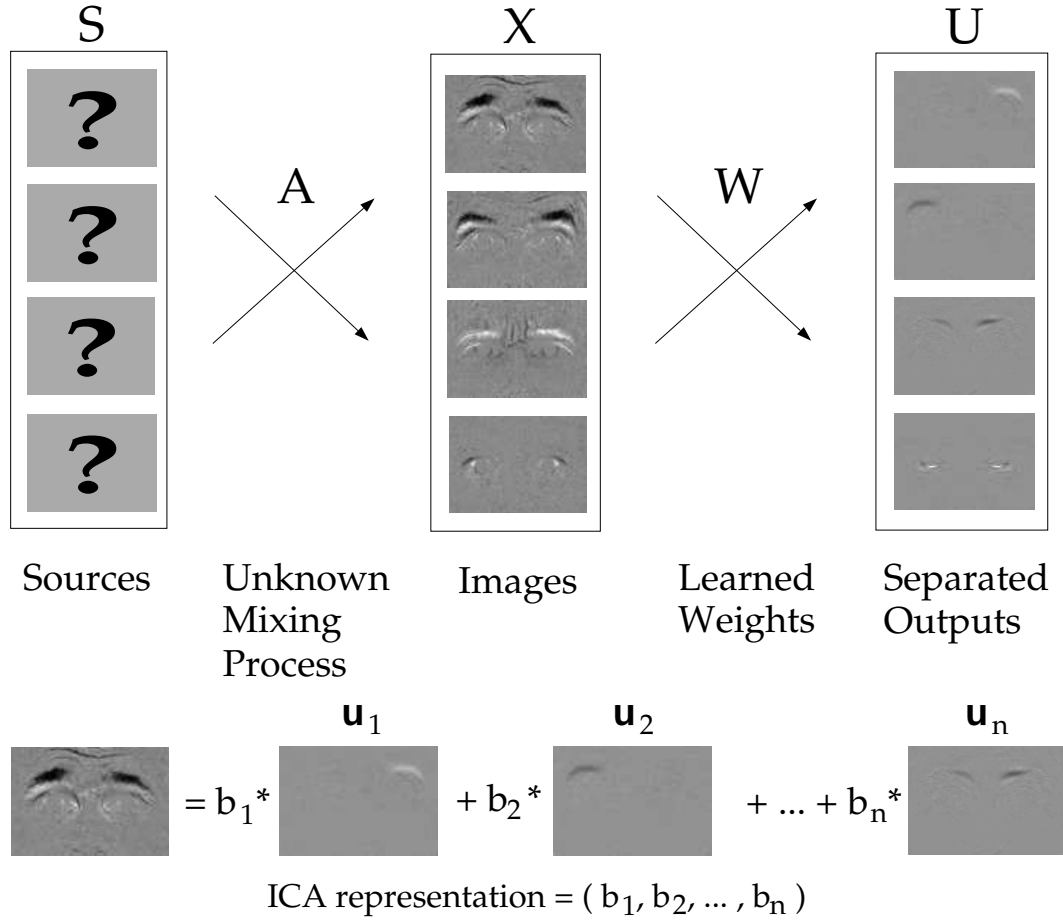 S X U
?
?
?
?
A W
Sources
Unknown
Mixing
Process
Images
Learned
Weights
Separated
Outputs
u₁ u₂ uₙ
= b₁* + b₂* + ... + bₙ*
ICA representation = ( b₁, b₂, ... , bₙ )